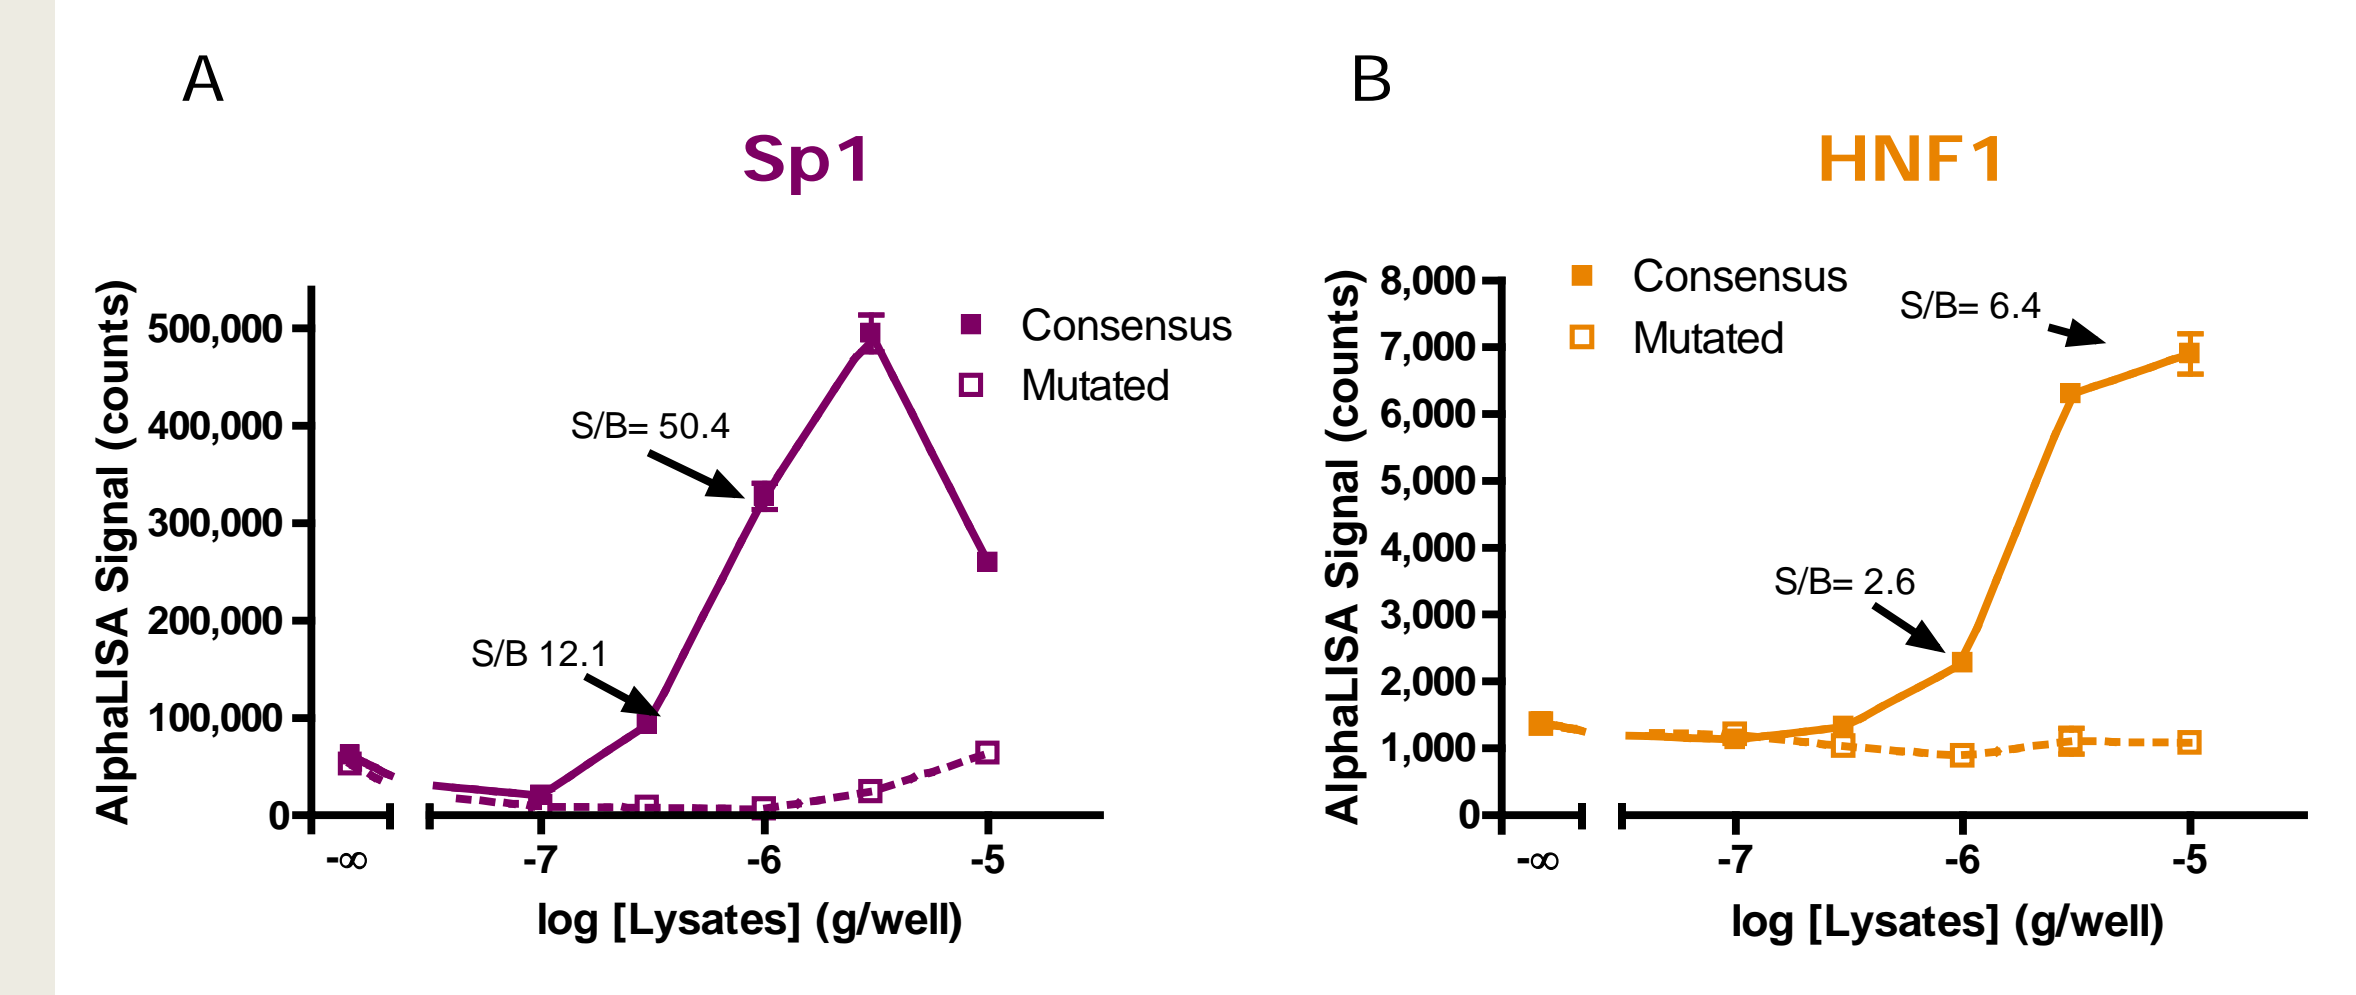 A
Sp1
AlphaLISA Signal (counts)
500,000
400,000
300,000
200,000
100,000
0
Consensus
Mutated
S/B= 50.4
S/B 12.1
-∞
-7
-6
-5
log [Lysates] (g/well)
B
HNF1
AlphaLISA Signal (counts)
8,000
7,000
6,000
5,000
4,000
3,000
2,000
1,000
0
Consensus
Mutated
S/B= 6.4
S/B= 2.6
-∞
-7
-6
-5
log [Lysates] (g/well)